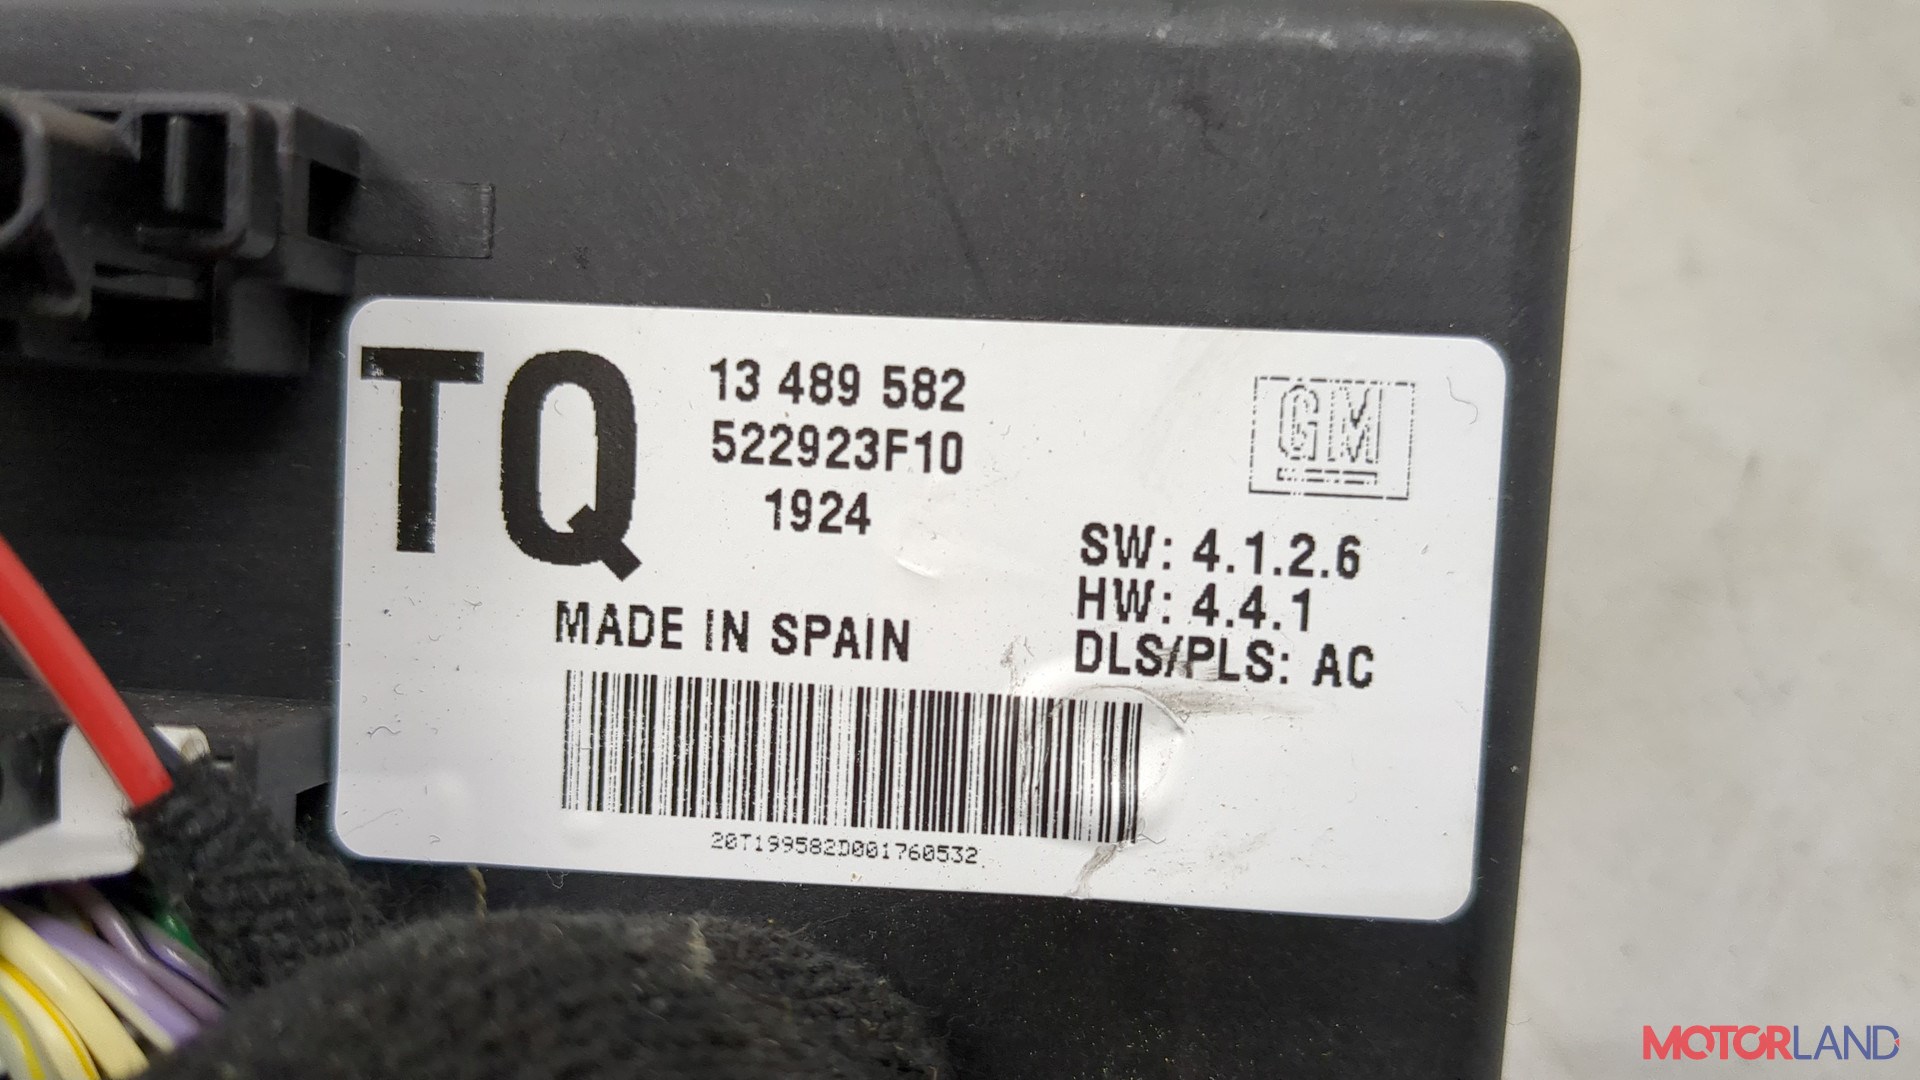 TQ
13 489 582
522923F10
1924
GM
SW: 4.1.2.6
HW: 4.4.1
DLS/PLS: AC
MADE IN SPAIN
20T199582D001760532
MOTORLAND